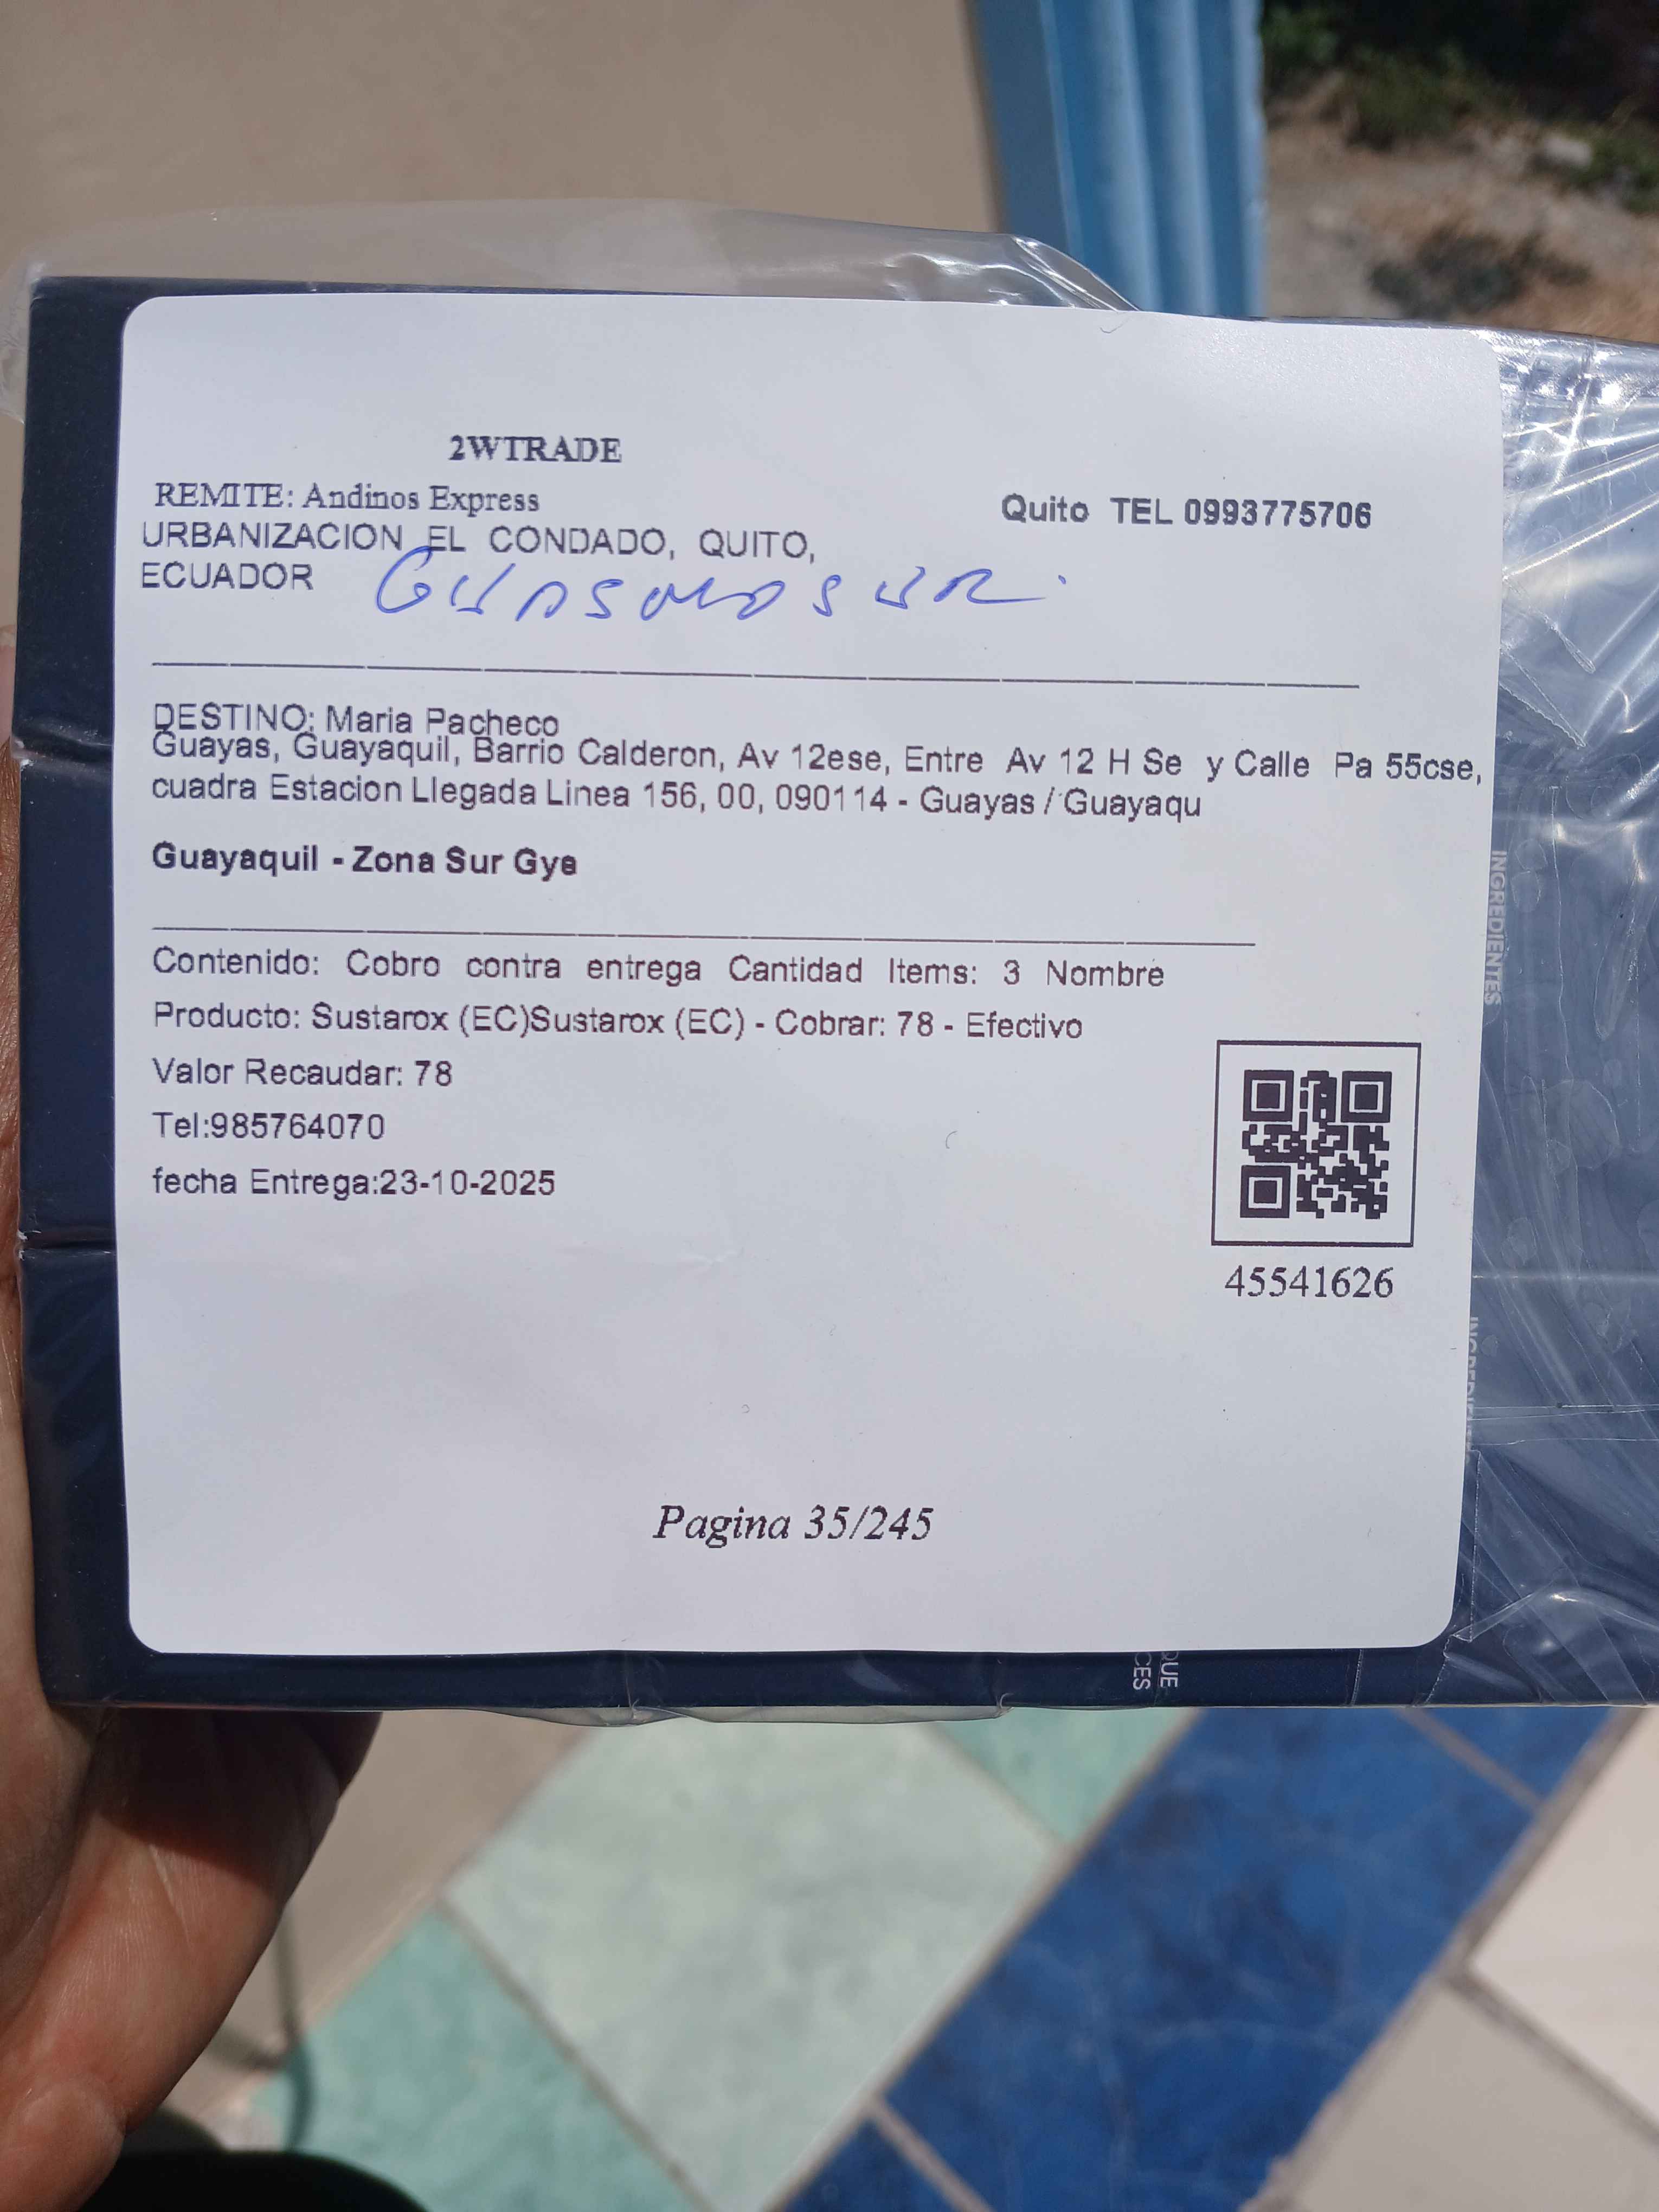 2WTRADE
REMITE: Andinos Express
Quito TEL 0993775706
URBANIZACION EL CONDADO, QUITO,
ECUADOR
GUASMO SUR.
DESTINO: Maria Pacheco
Guayas, Guayaquil, Barrio Calderon, Av 12ese, Entre Av 12 H Se y Calle Pa 55cse,
cuadra Estacion Llegada Linea 156, 00, 090114 - Guayas / Guayaqu
Guayaquil - Zona Sur Gye
Contenido: Cobro contra entrega Cantidad Items: 3 Nombre
Producto: Sustarox (EC)Sustarox (EC) - Cobrar: 78 - Efectivo
Valor Recaudar: 78
Tel:985764070
fecha Entrega:23-10-2025
45541626
Pagina 35/245
INGREDIENTES